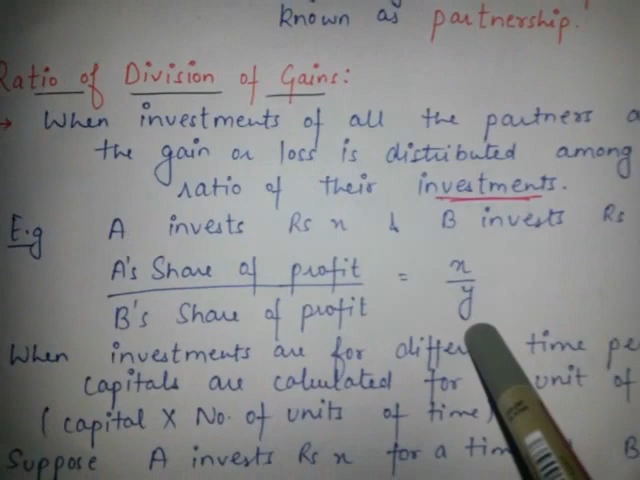 known as partnership.
Ratio of Division of Gains:
→ When investments of all the partners
the gain or loss is distributed among
ratio of their investments.
E.g A invests Rs x & B invests Rs
A's Share of profit / B's Share of profit = x / y
When investments are for time
capitals are calculated for unit of
(capital X No. of units of time)
Suppose A invests Rs x for a B